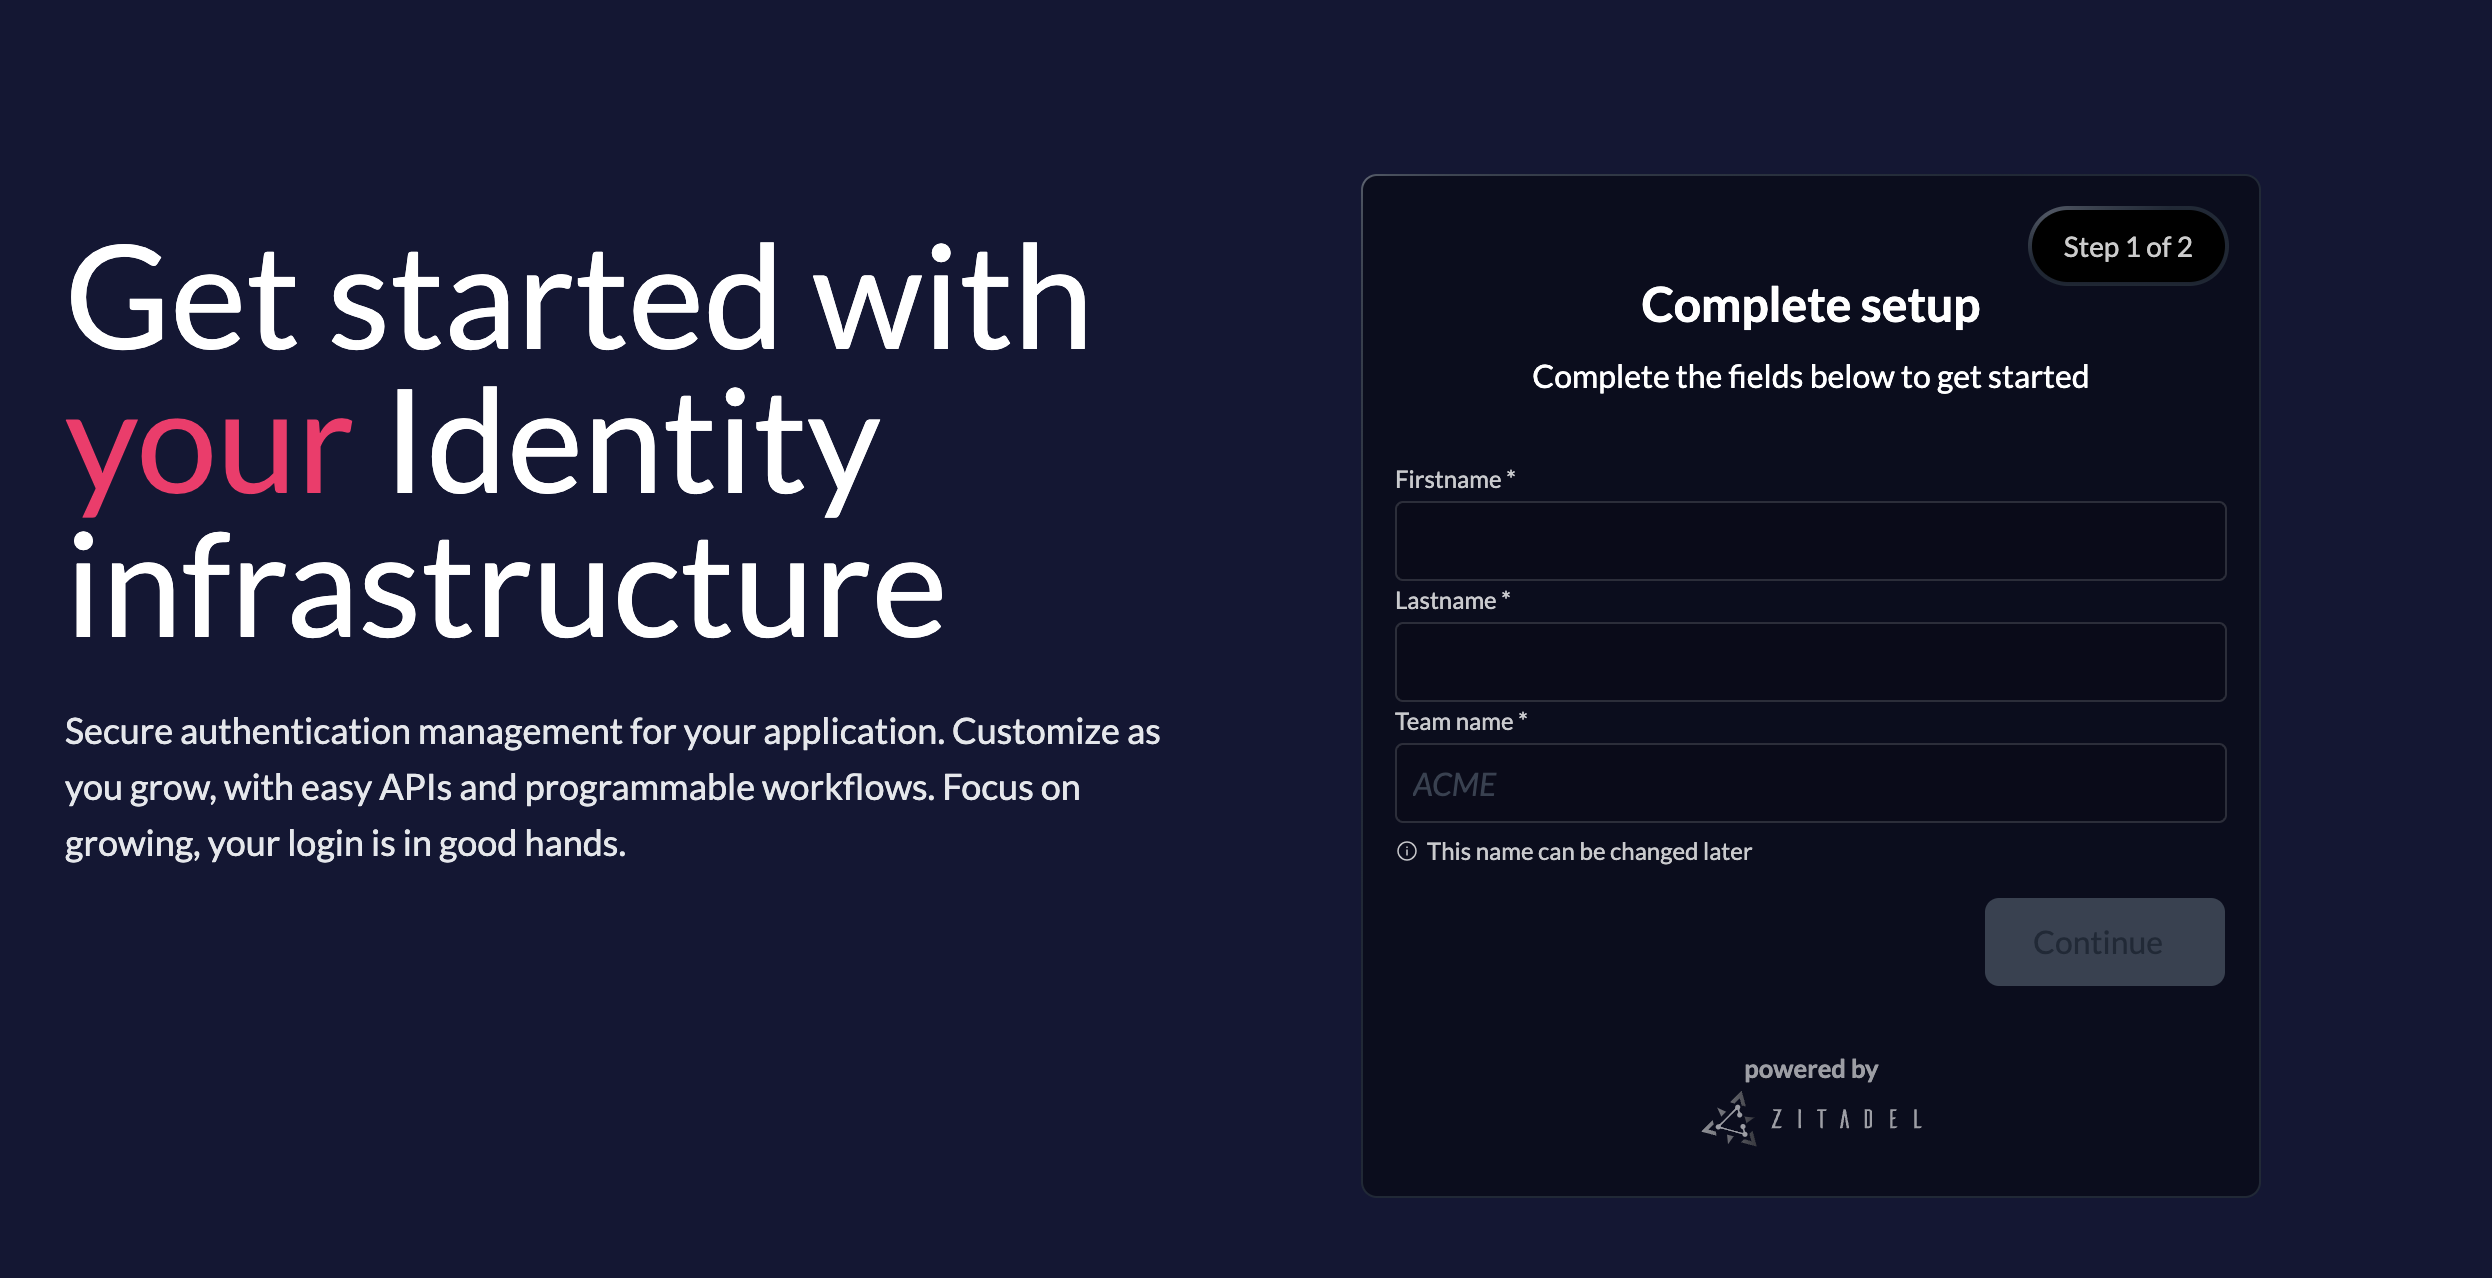 Get started with
your Identity
infrastructure
Secure authentication management for your application. Customize as
you grow, with easy APIs and programmable workflows. Focus on
growing, your login is in good hands.
Step 1 of 2
Complete setup
Complete the fields below to get started
Firstname *
Lastname *
Team name *
ACME
This name can be changed later
Continue
powered by
ZITADEL